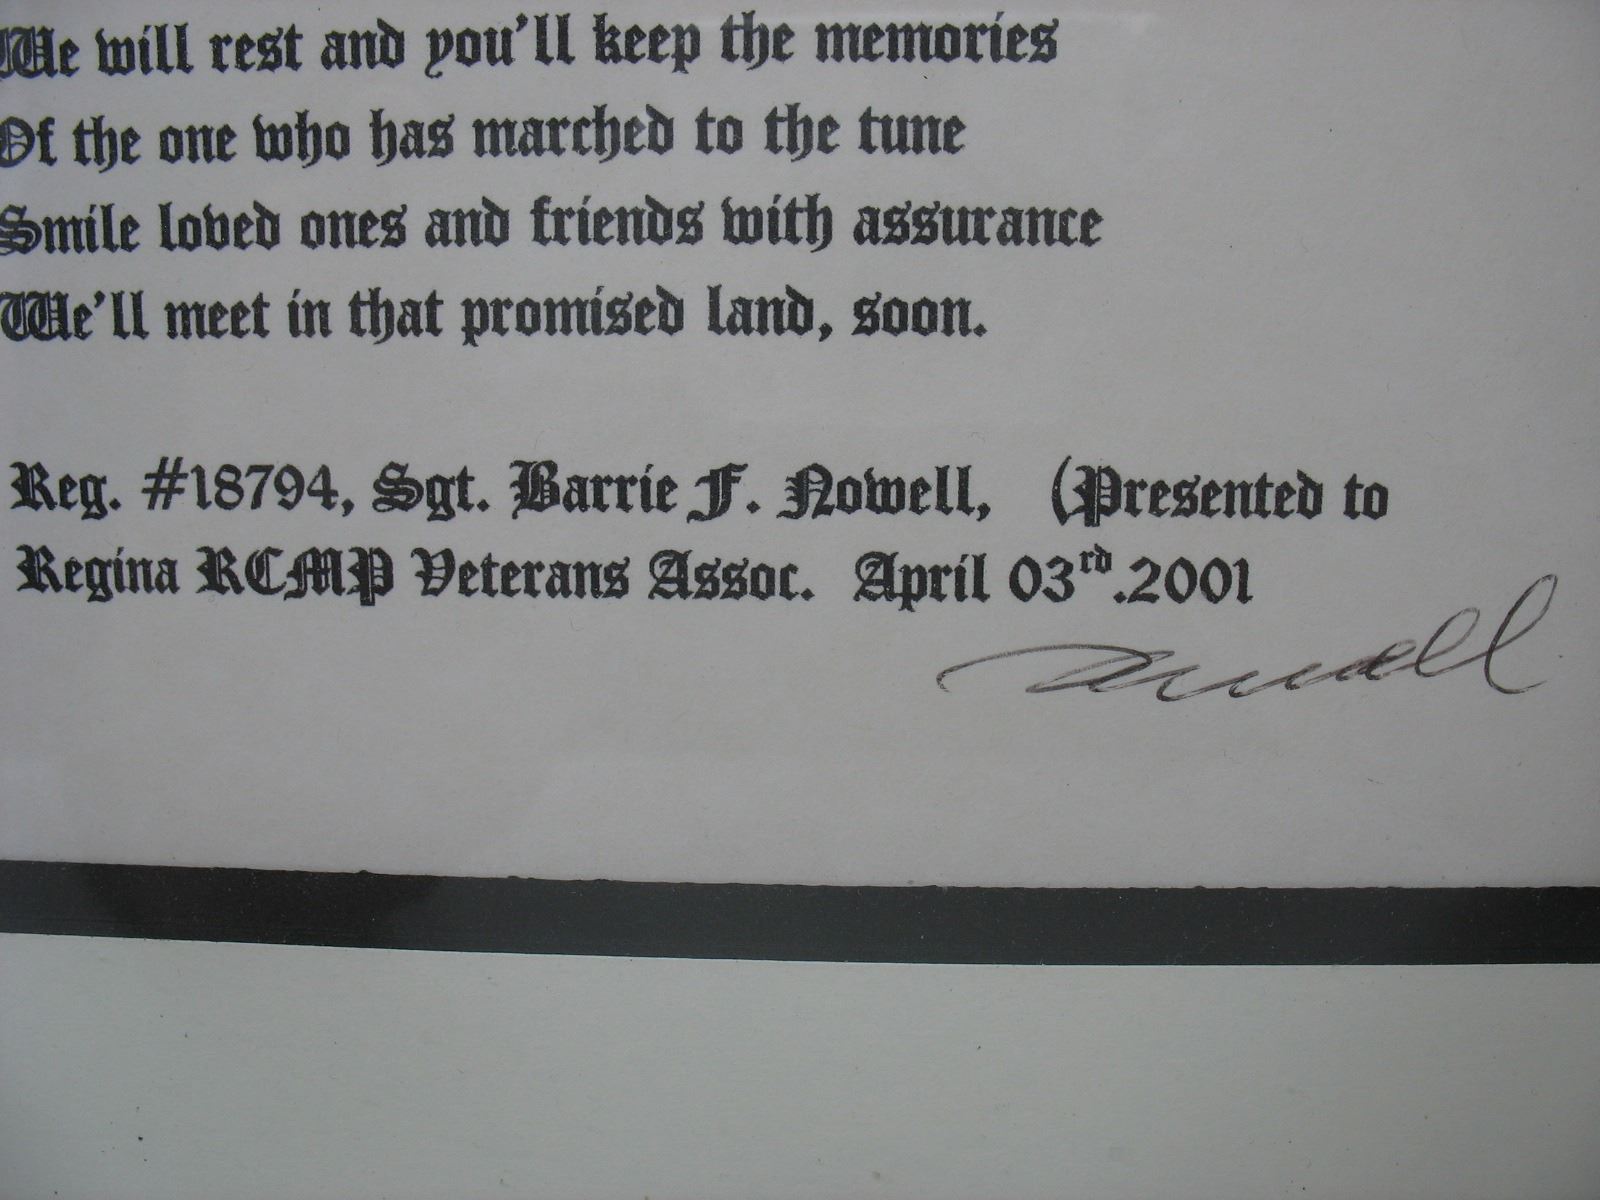 We will rest and you'll keep the memories
Of the one who has marched to the tune
Smile loved ones and friends with assurance
We'll meet in that promised land, soon.
Reg. #18794, Sgt. Barrie F. Nowell, (Presented to
Regina RCMP Veterans Assoc. April 03rd.2001